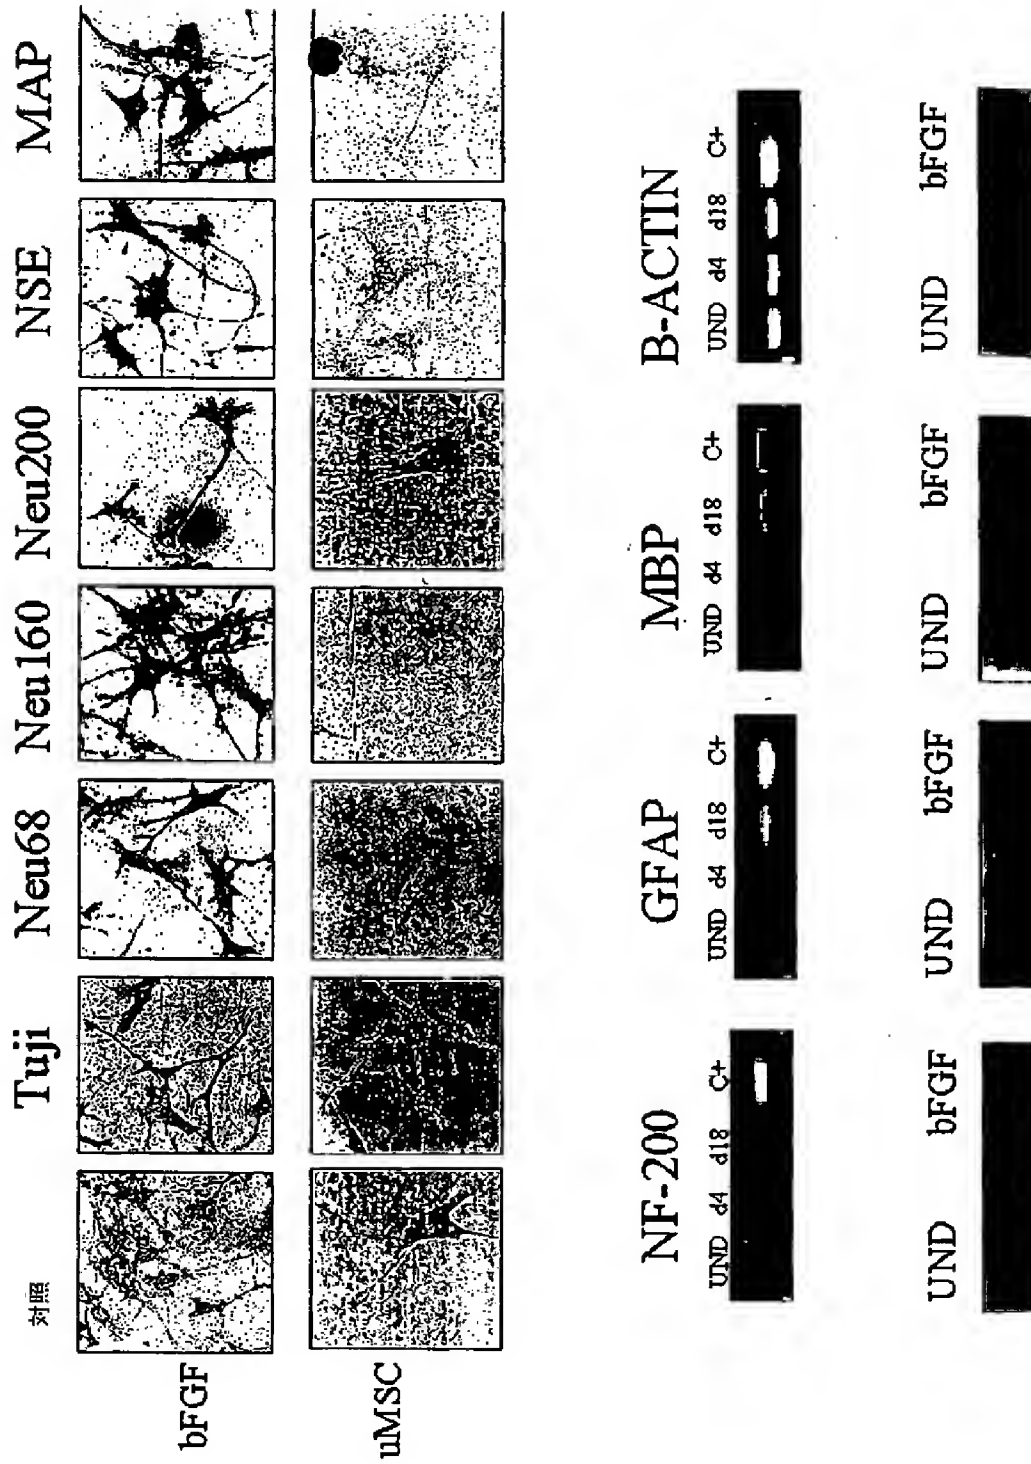 対照 Tuji Neu68 Neu160 Neu200 NSE MAP
bFGF
uMSC
NF-200 GFAP MBP B-ACTIN
UND d4 d18 C+ UND d4 d18 C+ UND d4 d18 C+ UND d4 d18 C+
UND bFGF UND bFGF UND bFGF UND bFGF